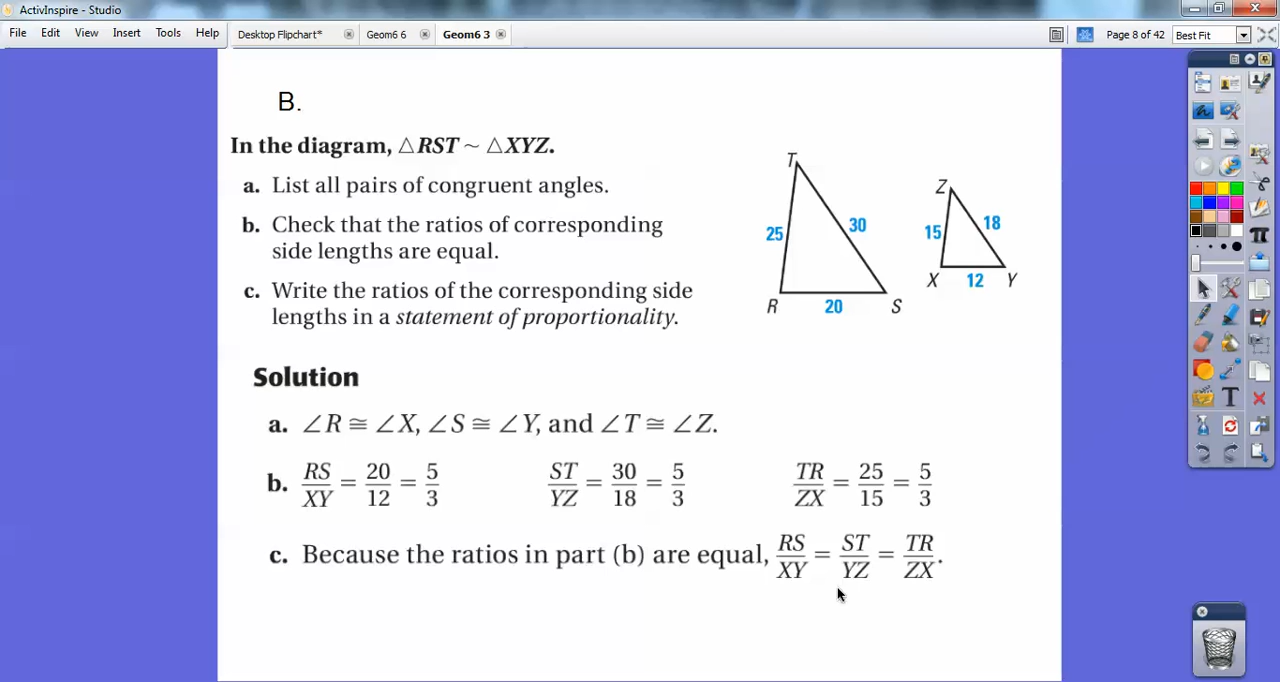 ActivInspire - Studio
File Edit View Insert Tools Help Desktop Flipchart* Geom6 6 Geom6 3 Page 8 of 42 Best Fit
B.
In the diagram, △RST ~ △XYZ.
a. List all pairs of congruent angles.
b. Check that the ratios of corresponding
side lengths are equal.
c. Write the ratios of the corresponding side
lengths in a statement of proportionality.
T
25
30
R
20
S
Z
15
18
X
12
Y
Solution
a. ∠R ≅ ∠X, ∠S ≅ ∠Y, and ∠T ≅ ∠Z.
b. RS/XY = 20/12 = 5/3 ST/YZ = 30/18 = 5/3 TR/ZX = 25/15 = 5/3
c. Because the ratios in part (b) are equal, RS/XY = ST/YZ = TR/ZX.